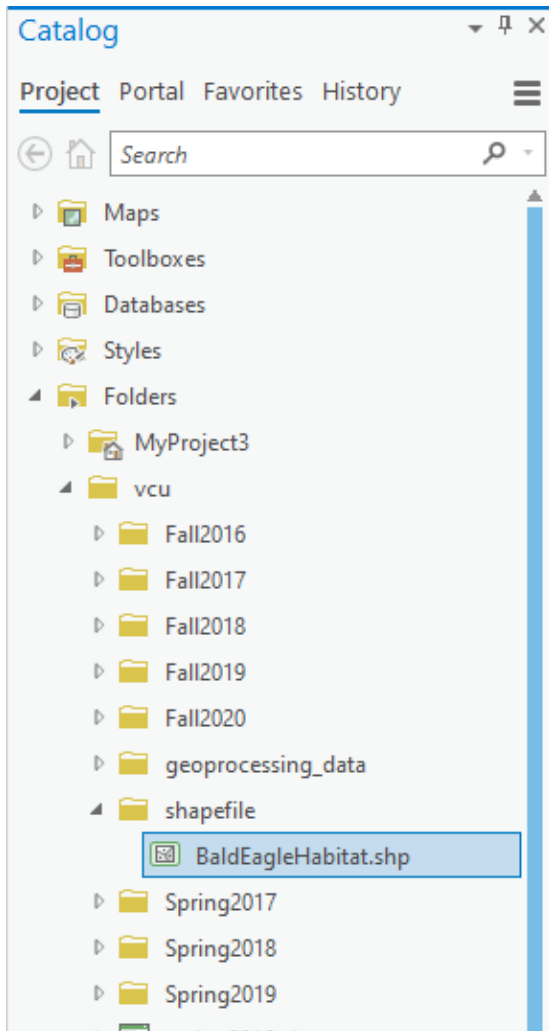 Catalog
Project Portal Favorites History
Search
Maps
Toolboxes
Databases
Styles
Folders
MyProject3
vcu
Fall2016
Fall2017
Fall2018
Fall2019
Fall2020
geoprocessing_data
shapefile
BaldEagleHabitat.shp
Spring2017
Spring2018
Spring2019